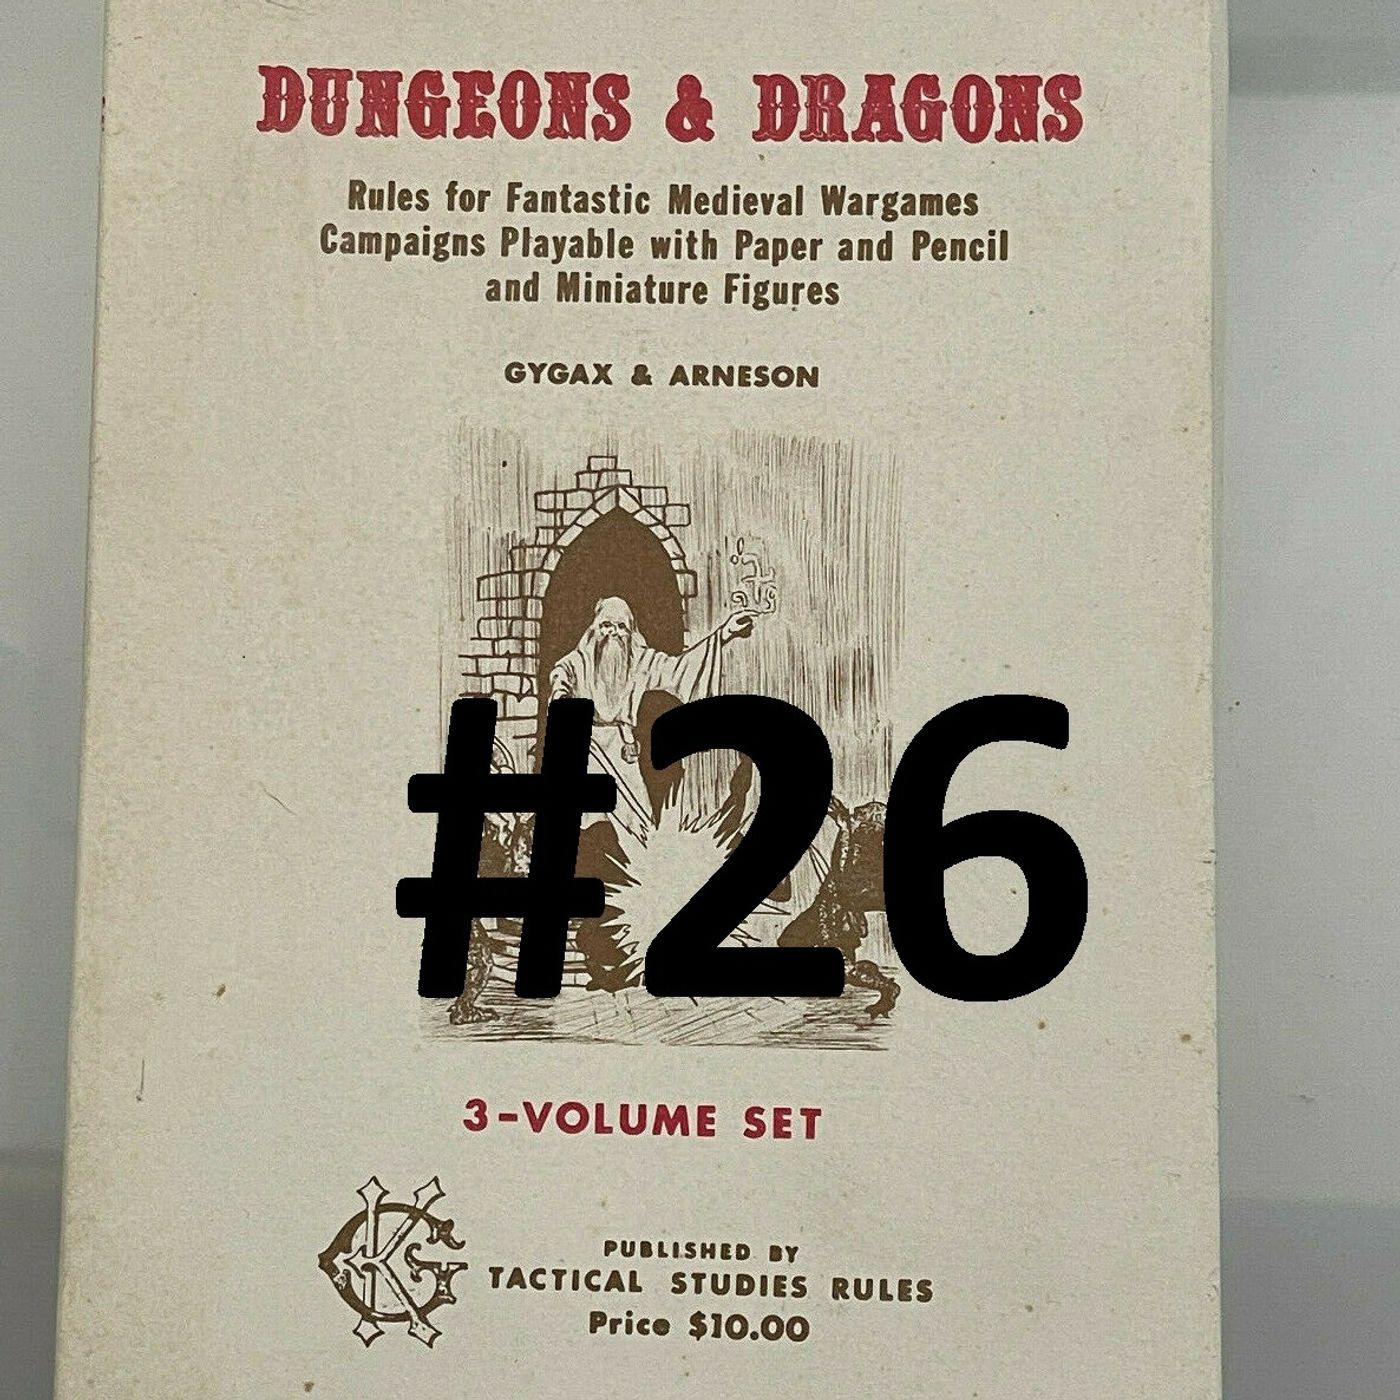 DUNGEONS & DRAGONS
Rules for Fantastic Medieval Wargames
Campaigns Playable with Paper and Pencil
and Miniature Figures
GYGAX & ARNESON
#26
3-VOLUME SET
GK
PUBLISHED BY
TACTICAL STUDIES RULES
Price $10.00